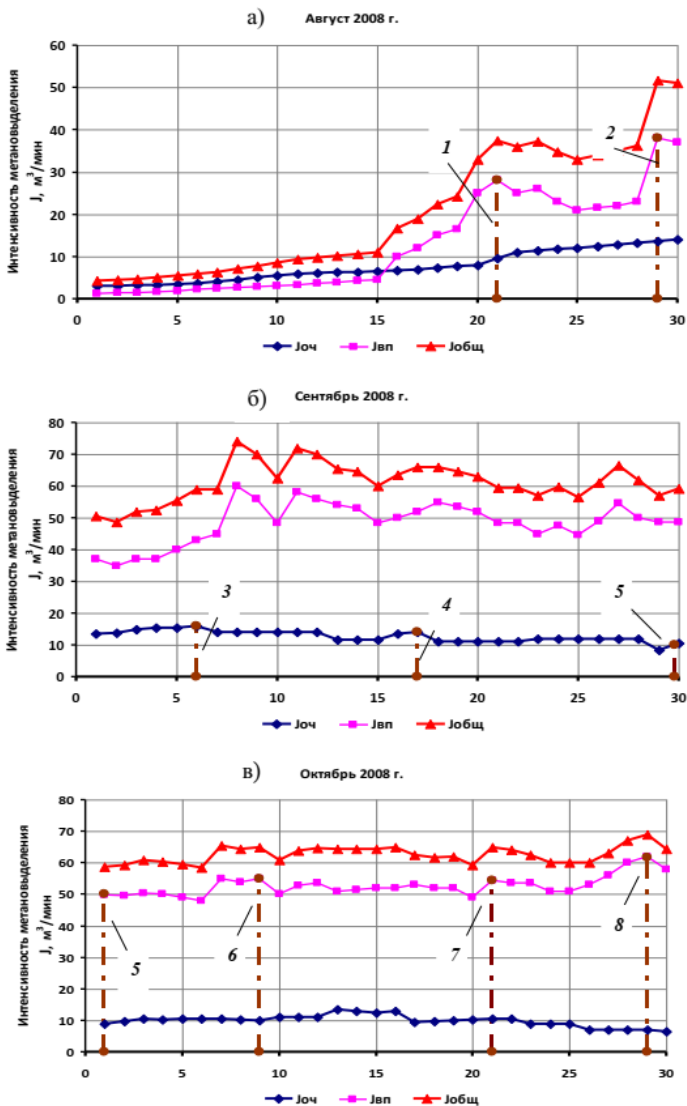 а) Август 2008 г.
Интенсивность метановыделения
J, м³/мин
60
50
40
30
20
10
0
1
2
0 5 10 15 20 25 30
Jоч Jвп Jобщ
б) Сентябрь 2008 г.
Интенсивность метановыделения
J, м³/мин
80
70
60
50
40
30
20
10
0
3
4
5
0 5 10 15 20 25 30
Jоч Jвп Jобщ
в) Октябрь 2008 г.
Интенсивность метановыделения
J, м³/мин
80
70
60
50
40
30
20
10
0
5
6
7
8
0 5 10 15 20 25 30
Jоч Jвп Jобщ